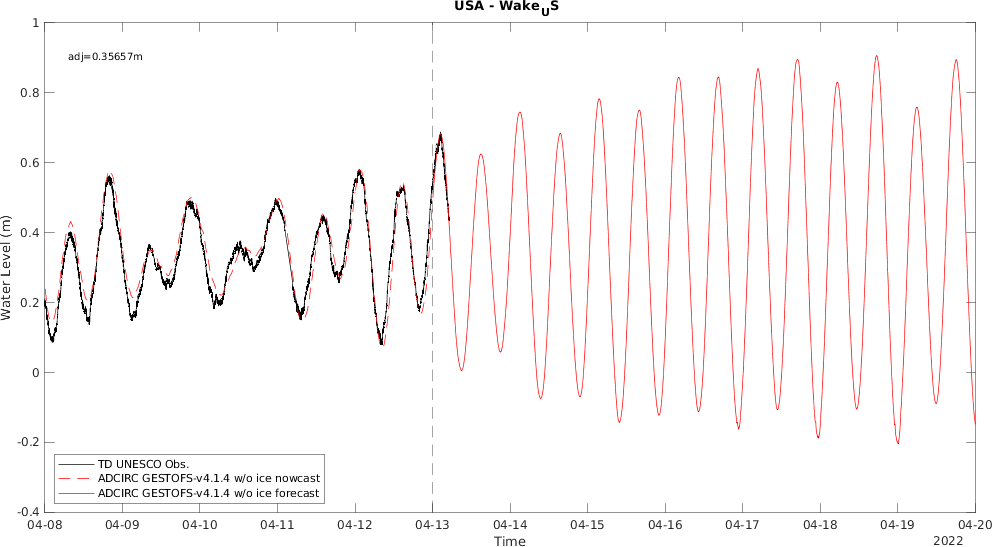 USA - WakeUS
adj=0.35657m
Water Level (m)
1
0.8
0.6
0.4
0.2
0
-0.2
-0.4
TD UNESCO Obs.
ADCIRC GESTOFS-v4.1.4 w/o ice nowcast
ADCIRC GESTOFS-v4.1.4 w/o ice forecast
04-08 04-09 04-10 04-11 04-12 04-13 04-14 04-15 04-16 04-17 04-18 04-19 04-20
Time
2022